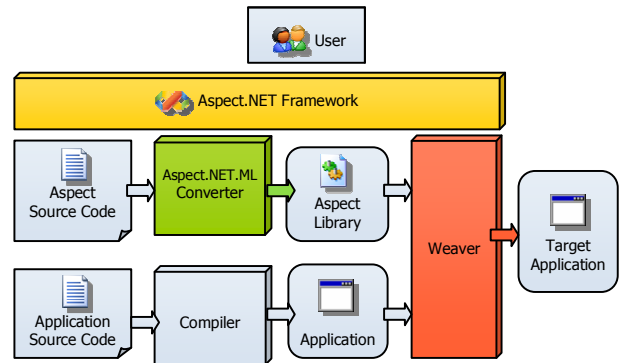 User
Aspect.NET Framework
Aspect
Source Code
Aspect.NET.ML
Converter
Aspect
Library
Weaver
Target
Application
Application
Source Code
Compiler
Application